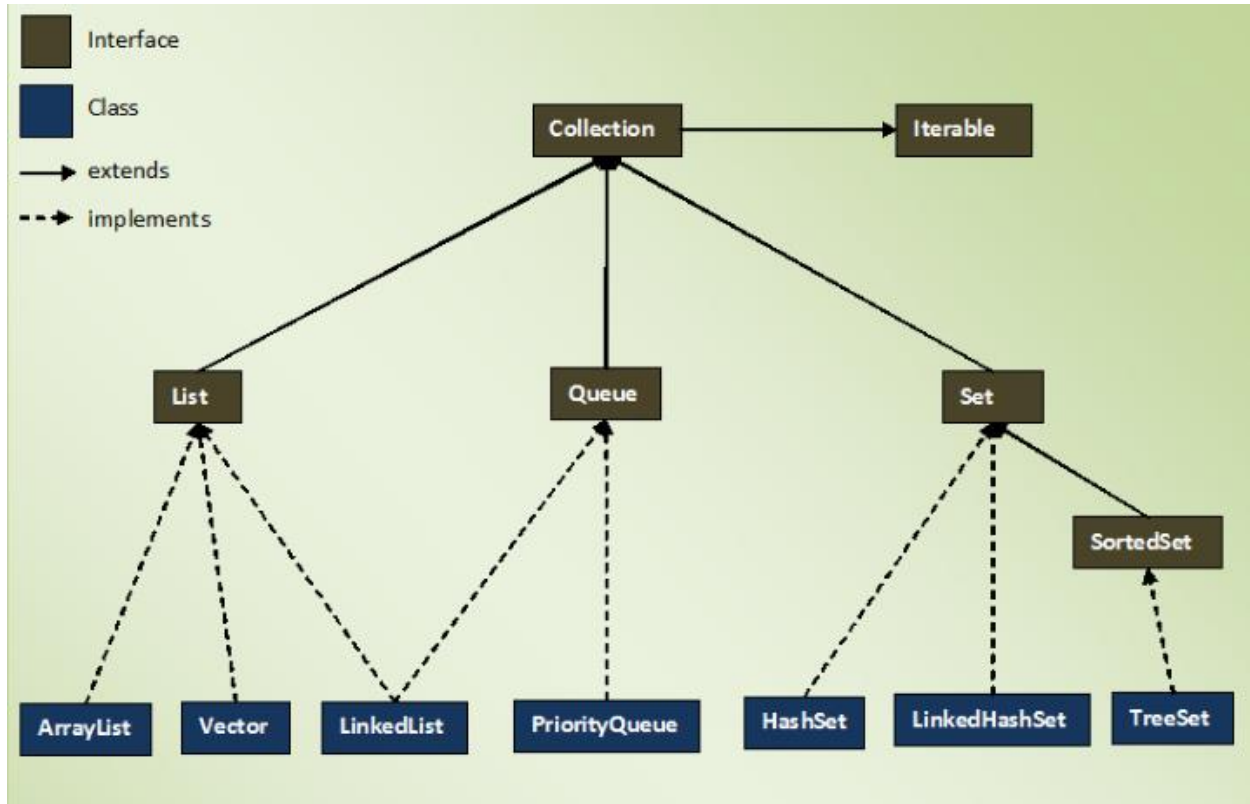 Interface
Class
extends
implements
Collection
Iterable
List
Queue
Set
SortedSet
ArrayList
Vector
LinkedList
PriorityQueue
HashSet
LinkedHashSet
TreeSet